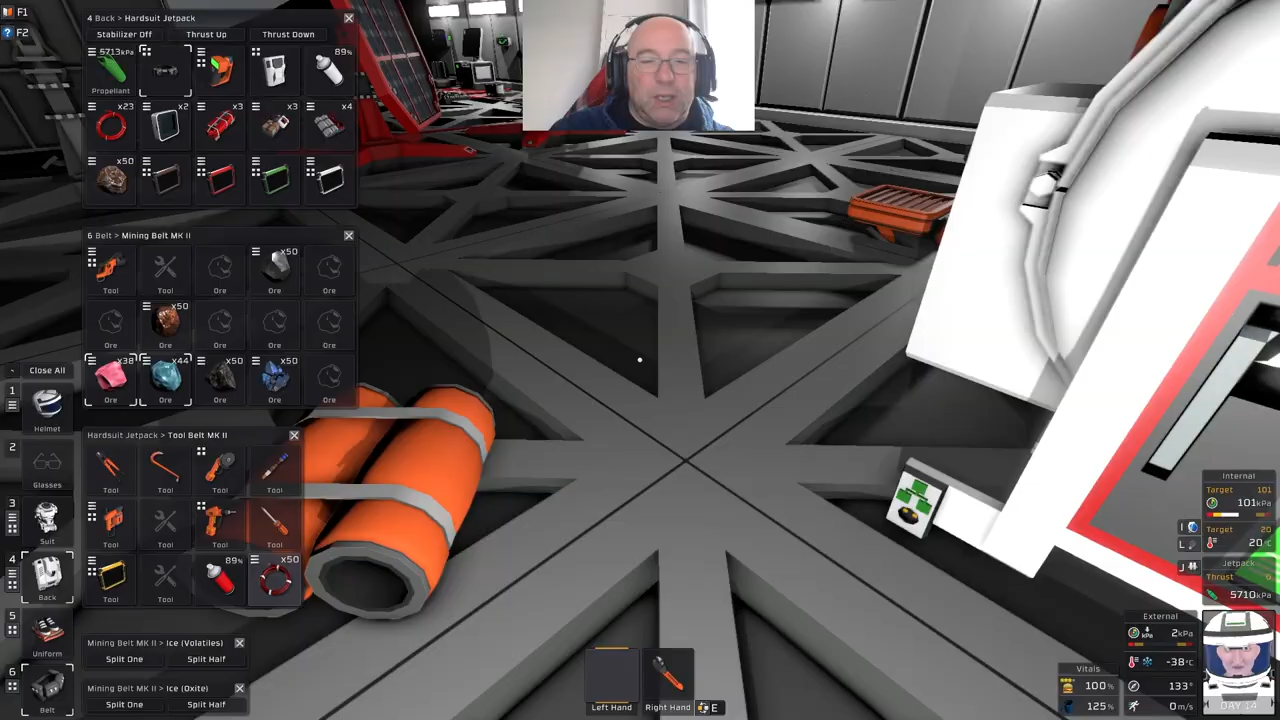 F1
F2
4 Back > Hardsuit Jetpack
Stabilizer Off
Thrust Up
Thrust Down
5713kPa
Propellant
89%
x23
x2
x3
x3
x4
x50
6 Belt > Mining Belt MK II
Tool
Tool
Ore
x50
Ore
Ore
Ore
x50
Ore
Ore
Ore
Ore
x38
Ore
x44
Ore
x50
Ore
x50
Ore
Ore
Close All
1
Helmet
2
Glasses
3
Suit
4
Back
5
Uniform
6
Belt
Hardsuit Jetpack > Tool Belt MK II
Tool
Tool
Tool
Tool
Tool
Tool
Tool
Tool
Tool
Tool
89%
Tool
x50
Tool
Mining Belt MK II > Ice (Volatiles)
Split One
Split Half
Mining Belt MK II > Ice (Oxite)
Split One
Split Half
Left Hand
Right Hand
E
Internal
Target 101
101kPa
Target 20
20°C
I
L
J
Jetpack
Thrust 0
5710kPa
External
2kPa
-38°C
133°
0m/s
Vitals
100%
125%
DAY 14